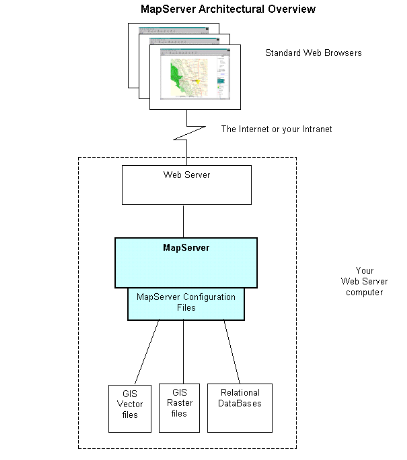 MapServer Architectural Overview
Standard Web Browsers
The Internet or your Intranet
Web Server
MapServer
MapServer Configuration
Files
Your
Web Server
computer
GIS
Vector
files
GIS
Raster
files
Relational
DataBases